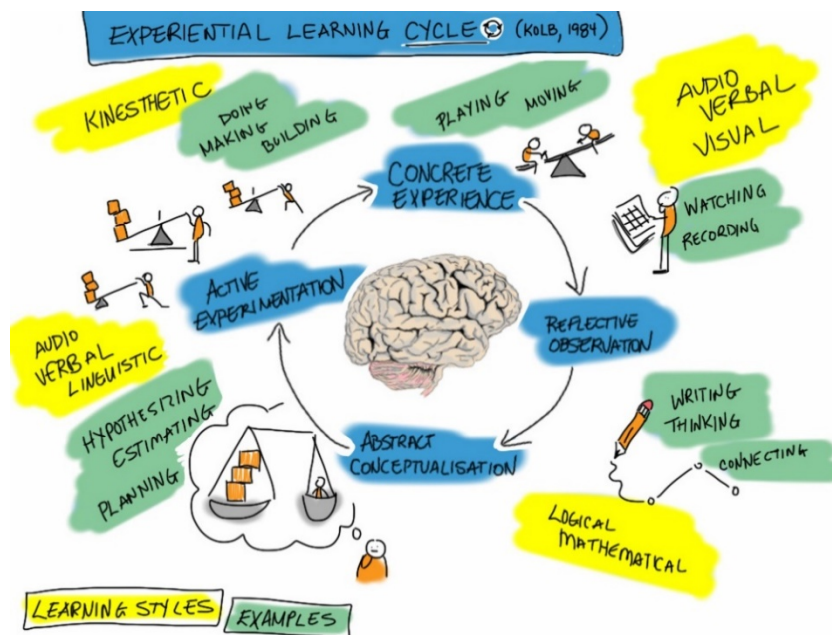 EXPERIENTIAL LEARNING CYCLE (KOLB, 1984)
KINESTHETIC
DOING
MAKING
BUILDING
PLAYING MOVING
AUDIO
VERBAL
VISUAL
CONCRETE
EXPERIENCE
WATCHING
RECORDING
ACTIVE
EXPERIMENTATION
REFLECTIVE
OBSERVATION
AUDIO
VERBAL
LINGUISTIC
HYPOTHESIZING
ESTIMATING
PLANNING
ABSTRACT
CONCEPTUALISATION
WRITING
THINKING
CONNECTING
LOGICAL
MATHEMATICAL
LEARNING STYLES
EXAMPLES